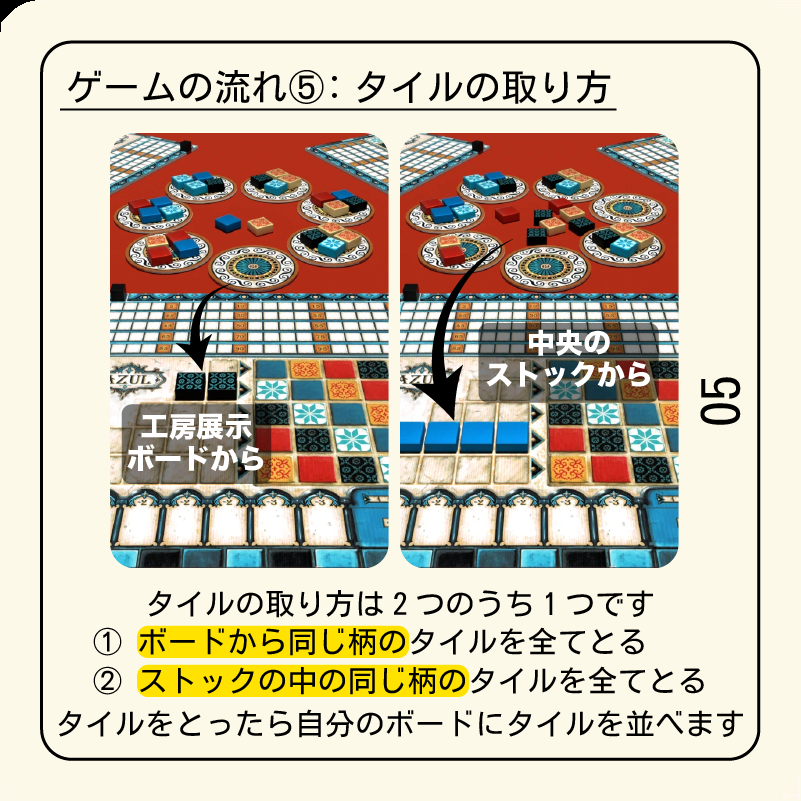 ゲームの流れ⑤: タイルの取り方
中央の
ストックから
AZUL
工房展示
ボードから
05
タイルの取り方は2つのうち1つです
① ボードから同じ柄のタイルを全てとる
② ストックの中の同じ柄のタイルを全てとる
タイルをとったら自分のボードにタイルを並べます